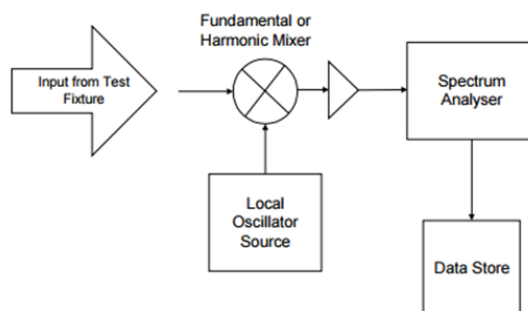 Fundamental or
Harmonic Mixer
Input from Test
Fixture
Spectrum
Analyser
Local
Oscillator
Source
Data Store